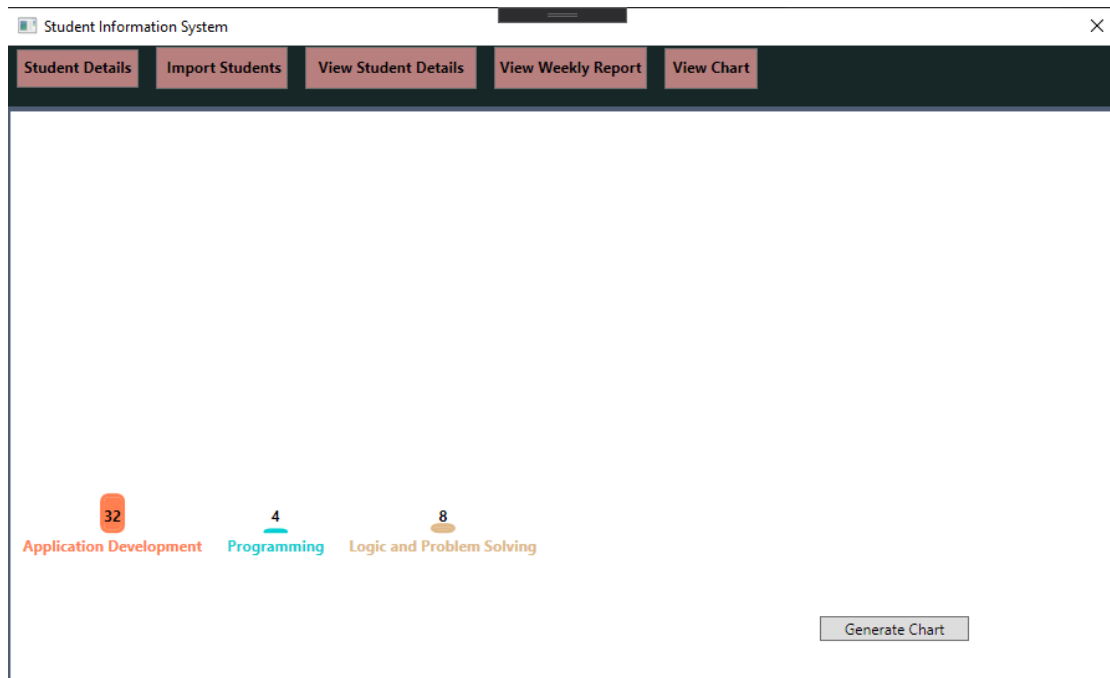 Student Information System
Student Details Import Students View Student Details View Weekly Report View Chart
32 4 8
Application Development Programming Logic and Problem Solving
Generate Chart